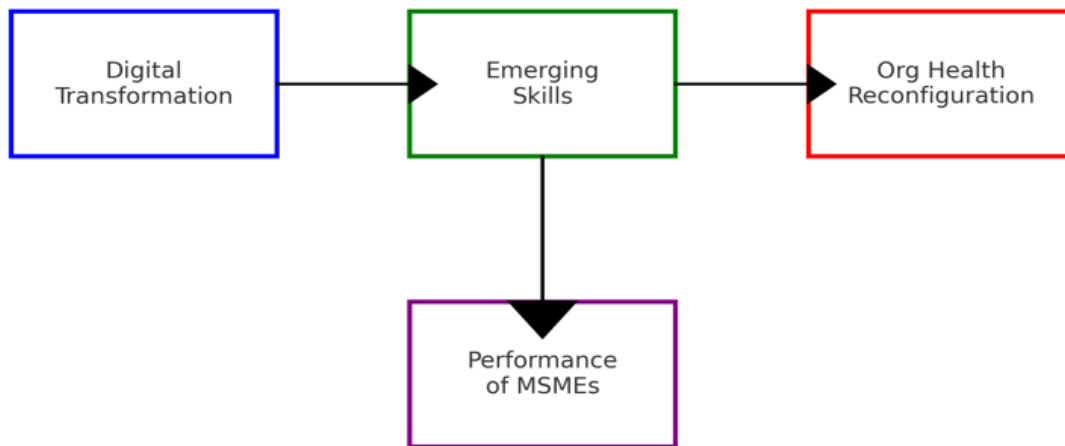 Digital
Transformation
Emerging
Skills
Org Health
Reconfiguration
Performance
of MSMEs